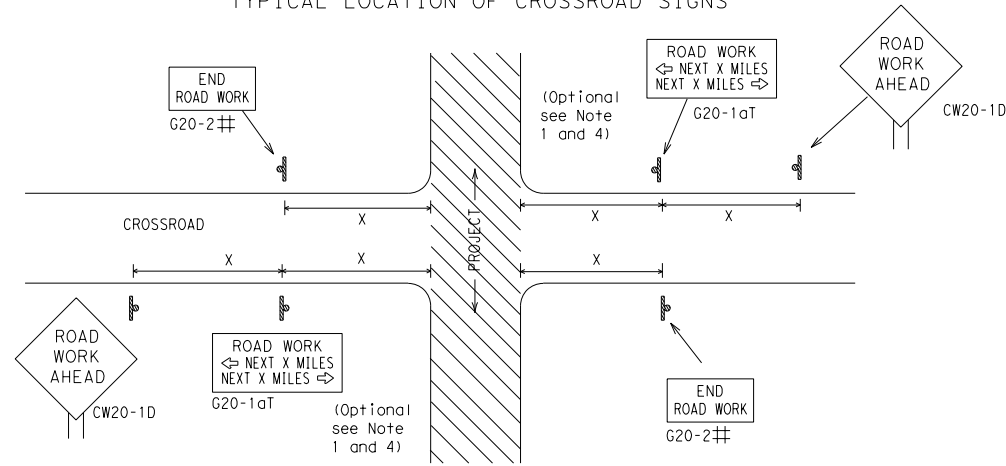 TYPICAL LOCATION OF CROSSROAD SIGNS
END
ROAD WORK
G20-2#
(Optional
see Note
1 and 4)
ROAD WORK
⇦ NEXT X MILES
NEXT X MILES ⇨
G20-1aT
ROAD
WORK
AHEAD
CW20-1D
X
X
X
CROSSROAD
PROJECT
X
X
X
ROAD
WORK
AHEAD
CW20-1D
ROAD WORK
⇦ NEXT X MILES
NEXT X MILES ⇨
G20-1aT
(Optional
see Note
1 and 4)
END
ROAD WORK
G20-2#